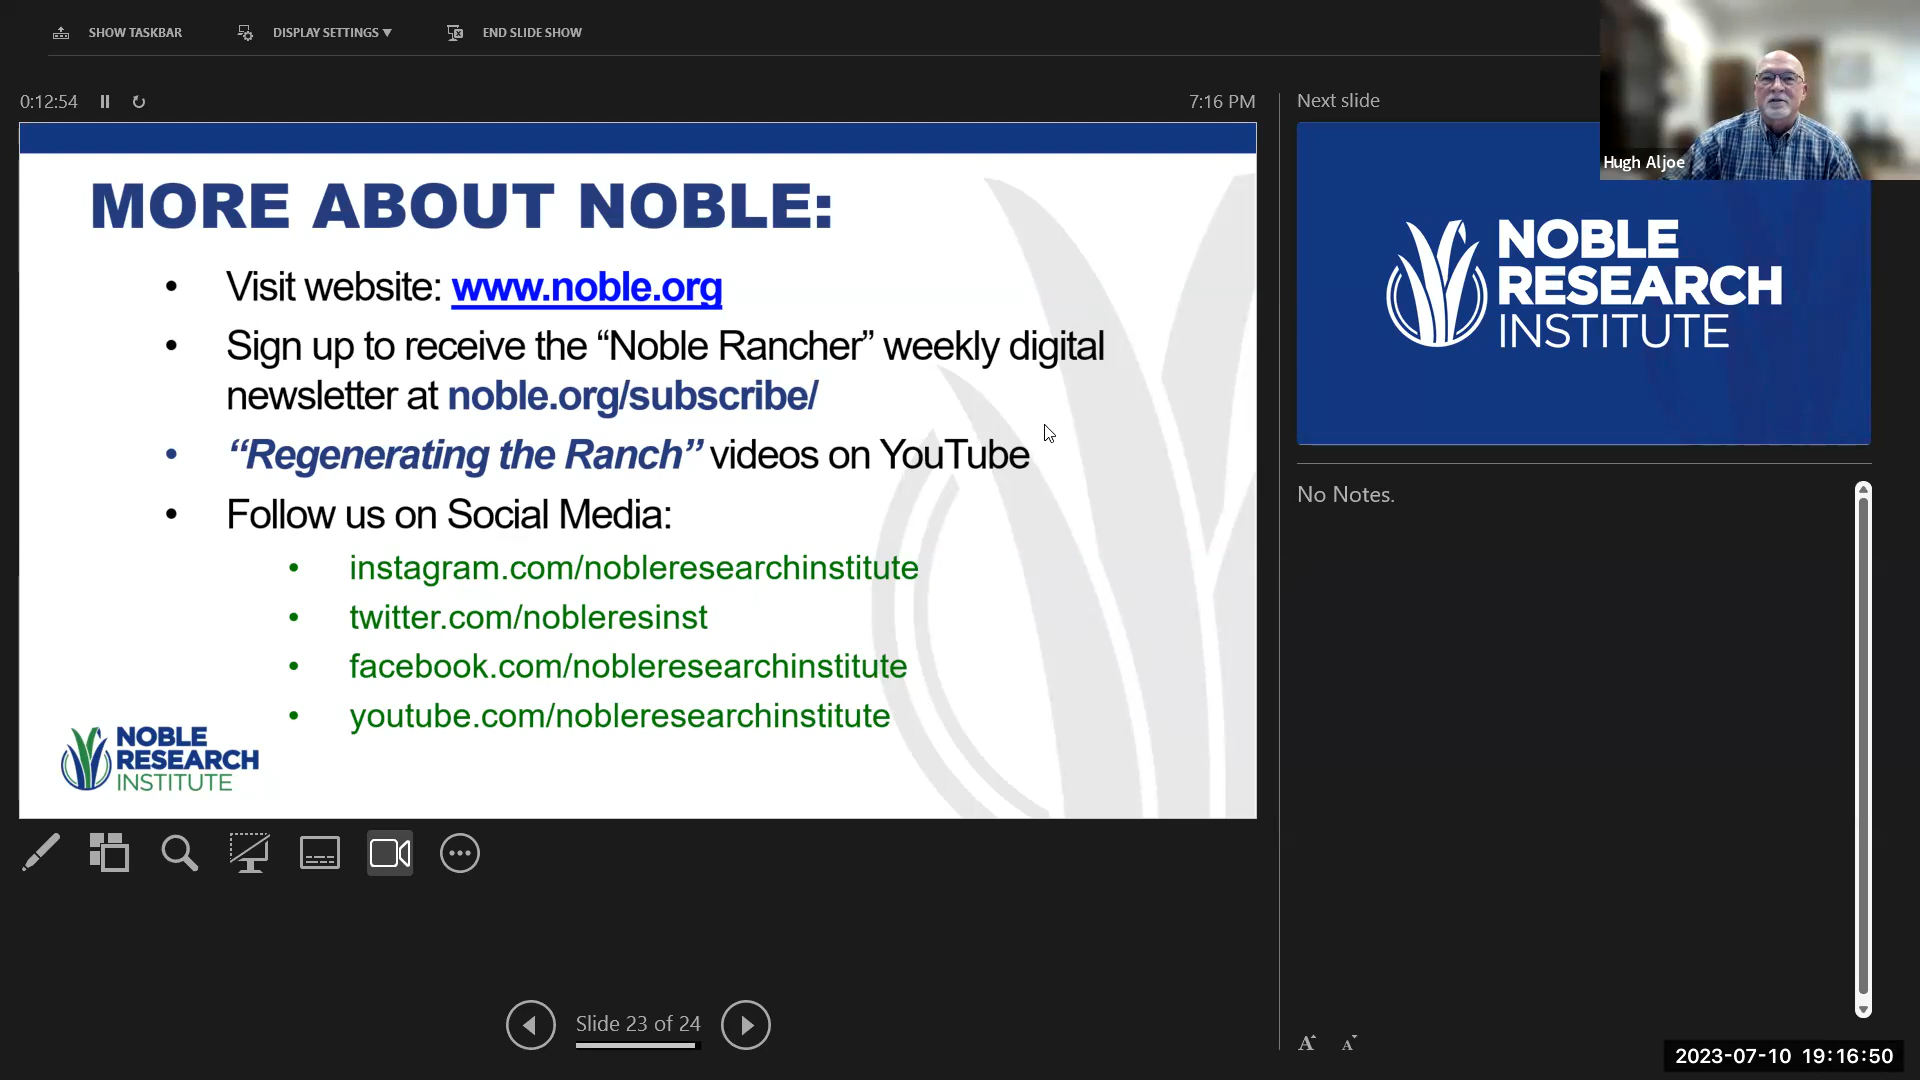 SHOW TASKBAR
DISPLAY SETTINGS ▼
END SLIDE SHOW
0:12:54
7:16 PM
Next slide
Hugh Aljoe
MORE ABOUT NOBLE:
• Visit website: www.noble.org
• Sign up to receive the “Noble Rancher” weekly digital
newsletter at noble.org/subscribe/
• “Regenerating the Ranch” videos on YouTube
• Follow us on Social Media:
• instagram.com/nobleresearchinstitute
• twitter.com/nobleresinst
• facebook.com/nobleresearchinstitute
• youtube.com/nobleresearchinstitute
NOBLE
RESEARCH
INSTITUTE
NOBLE
RESEARCH
INSTITUTE
No Notes.
Slide 23 of 24
A A
2023-07-10 19:16:50